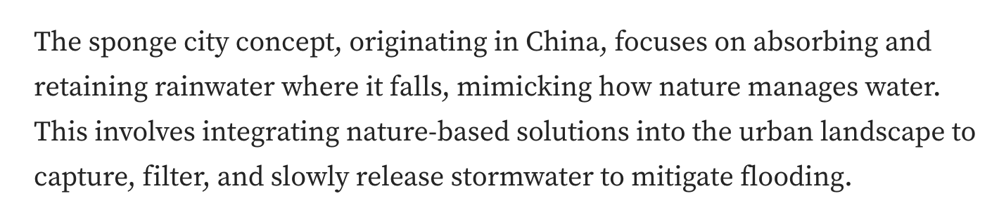 The sponge city concept, originating in China, focuses on absorbing and
retaining rainwater where it falls, mimicking how nature manages water.
This involves integrating nature-based solutions into the urban landscape to
capture, filter, and slowly release stormwater to mitigate flooding.